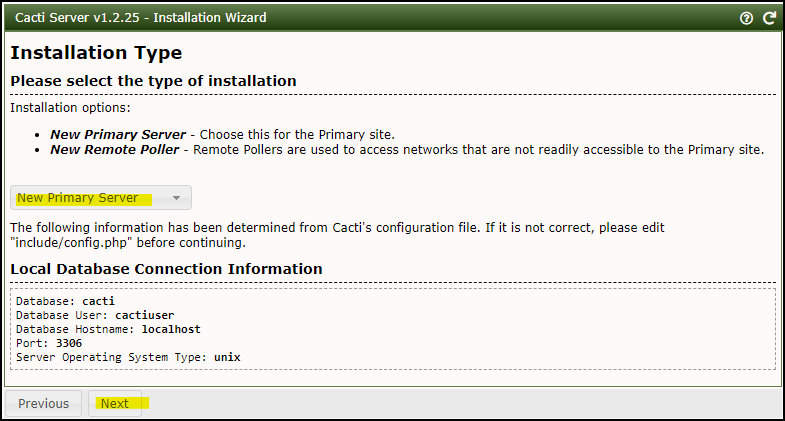 Cacti Server v1.2.25 - Installation Wizard
Installation Type
Please select the type of installation
Installation options:
• New Primary Server - Choose this for the Primary site.
• New Remote Poller - Remote Pollers are used to access networks that are not readily accessible to the Primary site.
New Primary Server
The following information has been determined from Cacti's configuration file. If it is not correct, please edit
"include/config.php" before continuing.
Local Database Connection Information
Database: cacti
Database User: cactiuser
Database Hostname: localhost
Port: 3306
Server Operating System Type: unix
Previous Next